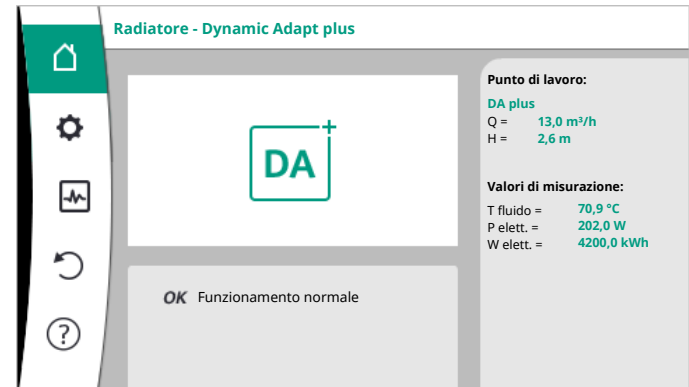 Radiatore - Dynamic Adapt plus
DA+
OK Funzionamento normale
?
Punto di lavoro:
DA plus
Q = 13,0 m³/h
H = 2,6 m
Valori di misurazione:
T fluido = 70,9 °C
P elett. = 202,0 W
W elett. = 4200,0 kWh